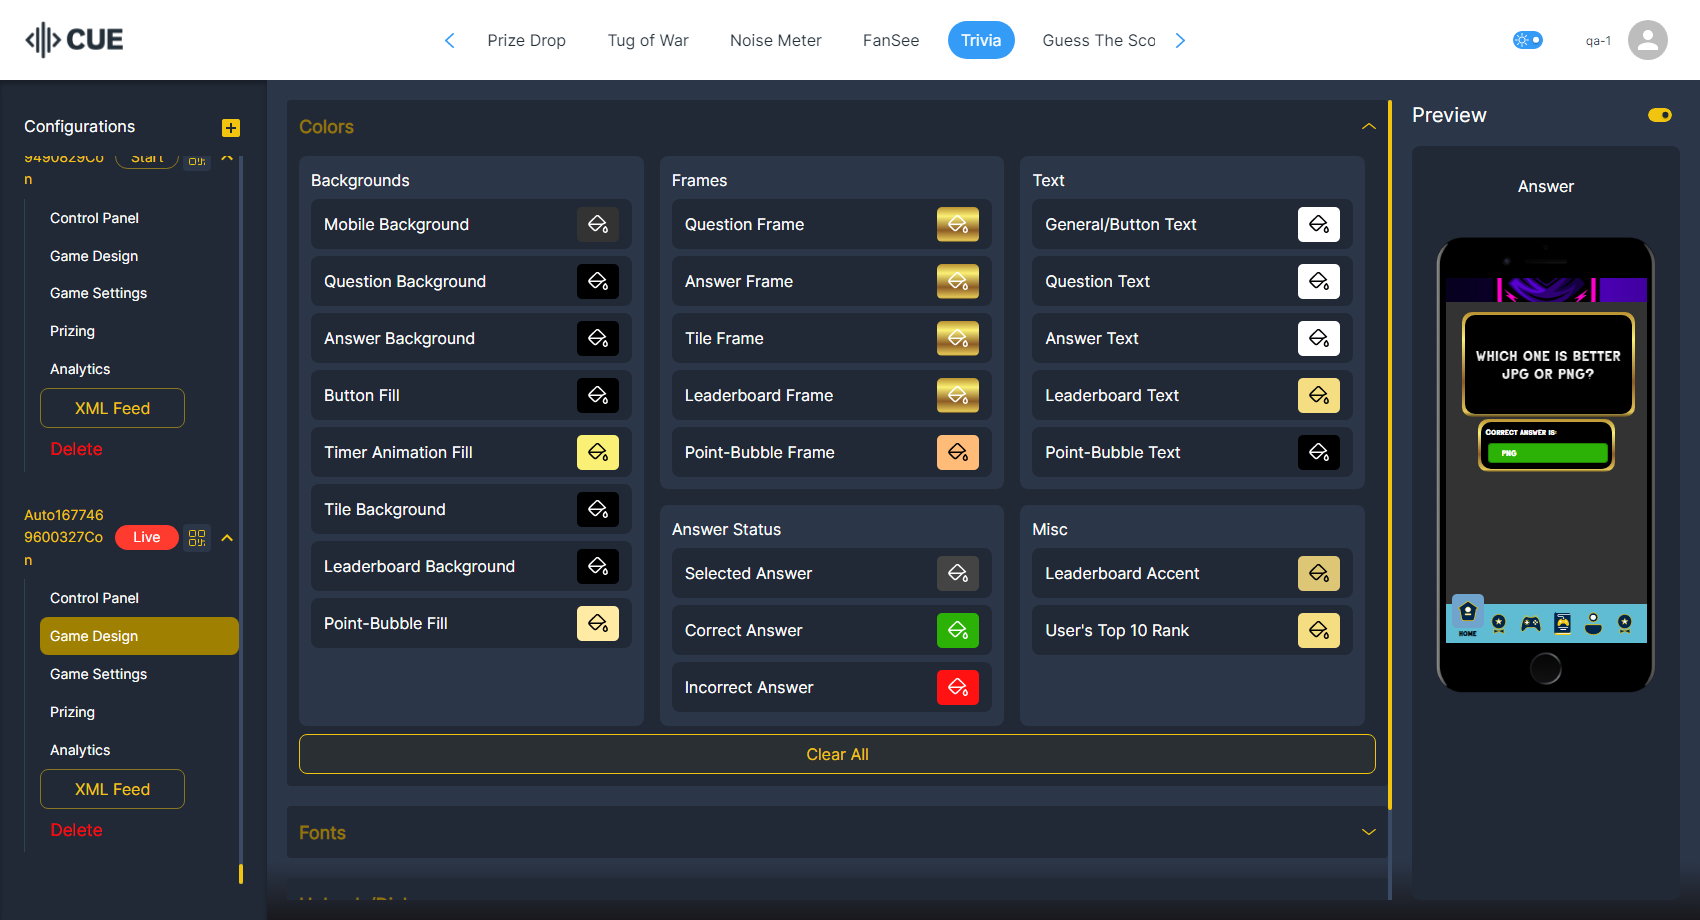 CUE
Prize Drop
Tug of War
Noise Meter
FanSee
Trivia
Guess The Sco
qa-1
Configurations
9490829Co
n
Start
Control Panel
Game Design
Game Settings
Prizing
Analytics
XML Feed
Delete
Auto167746
9600327Co
n
Live
Control Panel
Game Design
Game Settings
Prizing
Analytics
XML Feed
Delete
Colors
Backgrounds
Mobile Background
Question Background
Answer Background
Button Fill
Timer Animation Fill
Tile Background
Leaderboard Background
Point-Bubble Fill
Frames
Question Frame
Answer Frame
Tile Frame
Leaderboard Frame
Point-Bubble Frame
Text
General/Button Text
Question Text
Answer Text
Leaderboard Text
Point-Bubble Text
Answer Status
Selected Answer
Correct Answer
Incorrect Answer
Misc
Leaderboard Accent
User's Top 10 Rank
Clear All
Fonts
Preview
Answer
WHICH ONE IS BETTER
JPG OR PNG?
CORRECT ANSWER IS:
PNG
HOME